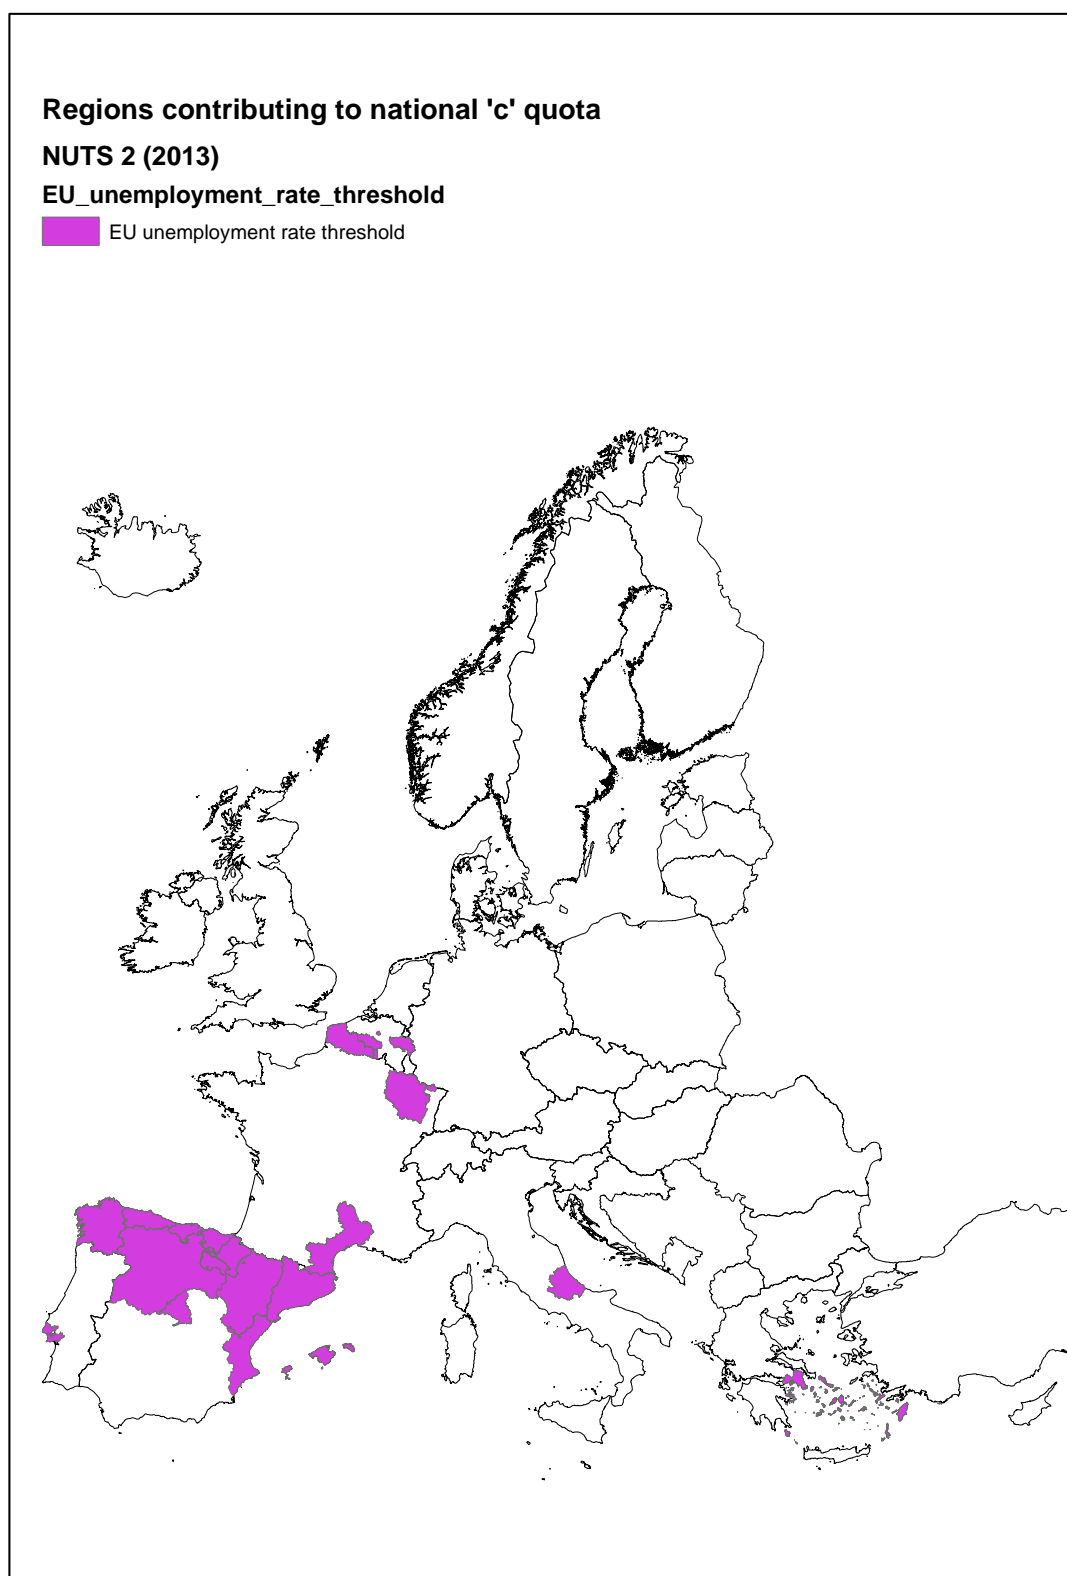 Regions contributing to national 'c' quota
NUTS 2 (2013)
EU_unemployment_rate_threshold
EU unemployment rate threshold